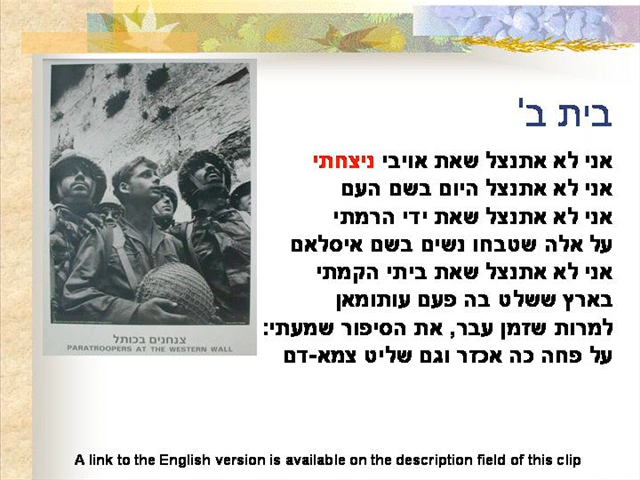 בית ב'
אני לא אתנצל שאת אויבי ניצחתי
אני לא אתנצל היום בשם העם
אני לא אתנצל שאת ידי הרמתי
על אלה שטבחו נשים בשם איסלאם
אני לא אתנצל שאת ביתי הקמתי
בארץ ששלט בה פעם עותומאן
למרות שזמן עבר, את הסיפור שמעתי:
על פחה כה אכזר וגם שליט צמא-דם
צנחנים בכותל
PARATROOPERS AT THE WESTERN WALL
A link to the English version is available on the description field of this clip